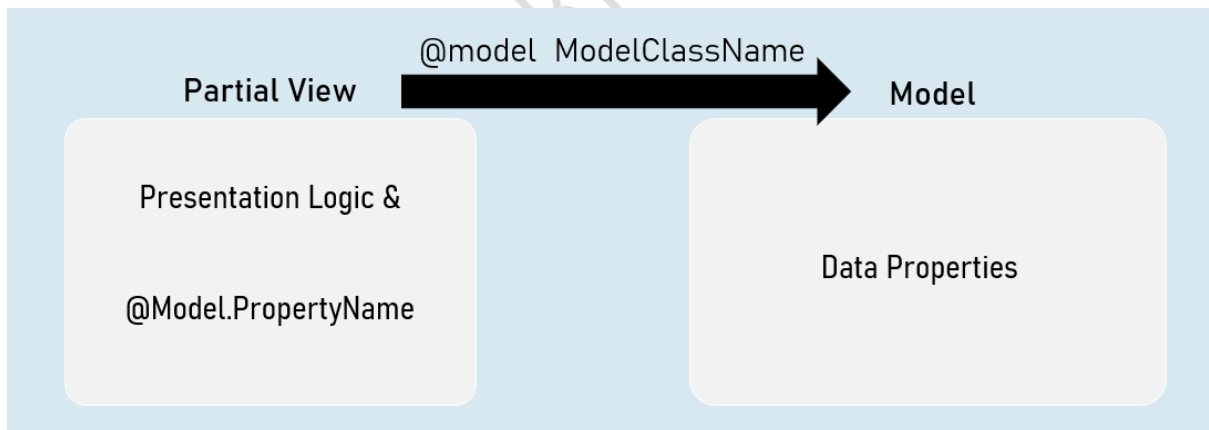 @model ModelClassName
Partial View
Model
Presentation Logic &
@Model.PropertyName
Data Properties